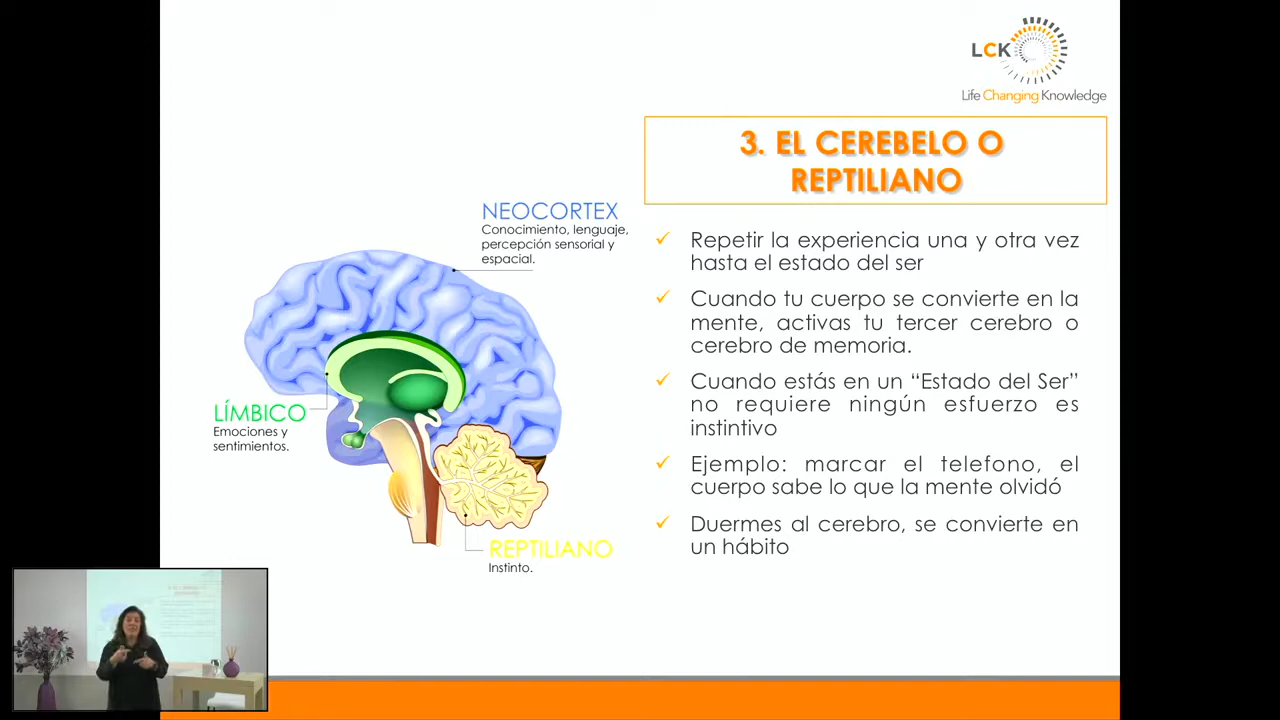 LCK
Life Changing Knowledge
3. EL CEREBELO O
REPTILIANO
NEOCORTEX
Conocimiento, lenguaje,
percepción sensorial y
espacial.
LÍMBICO
Emociones y
sentimientos.
REPTILIANO
Instinto.
Repetir la experiencia una y otra vez
hasta el estado del ser
Cuando tu cuerpo se convierte en la
mente, activas tu tercer cerebro o
cerebro de memoria.
Cuando estás en un “Estado del Ser”
no requiere ningún esfuerzo es
instintivo
Ejemplo: marcar el telefono, el
cuerpo sabe lo que la mente olvidó
Duermes al cerebro, se convierte en
un hábito